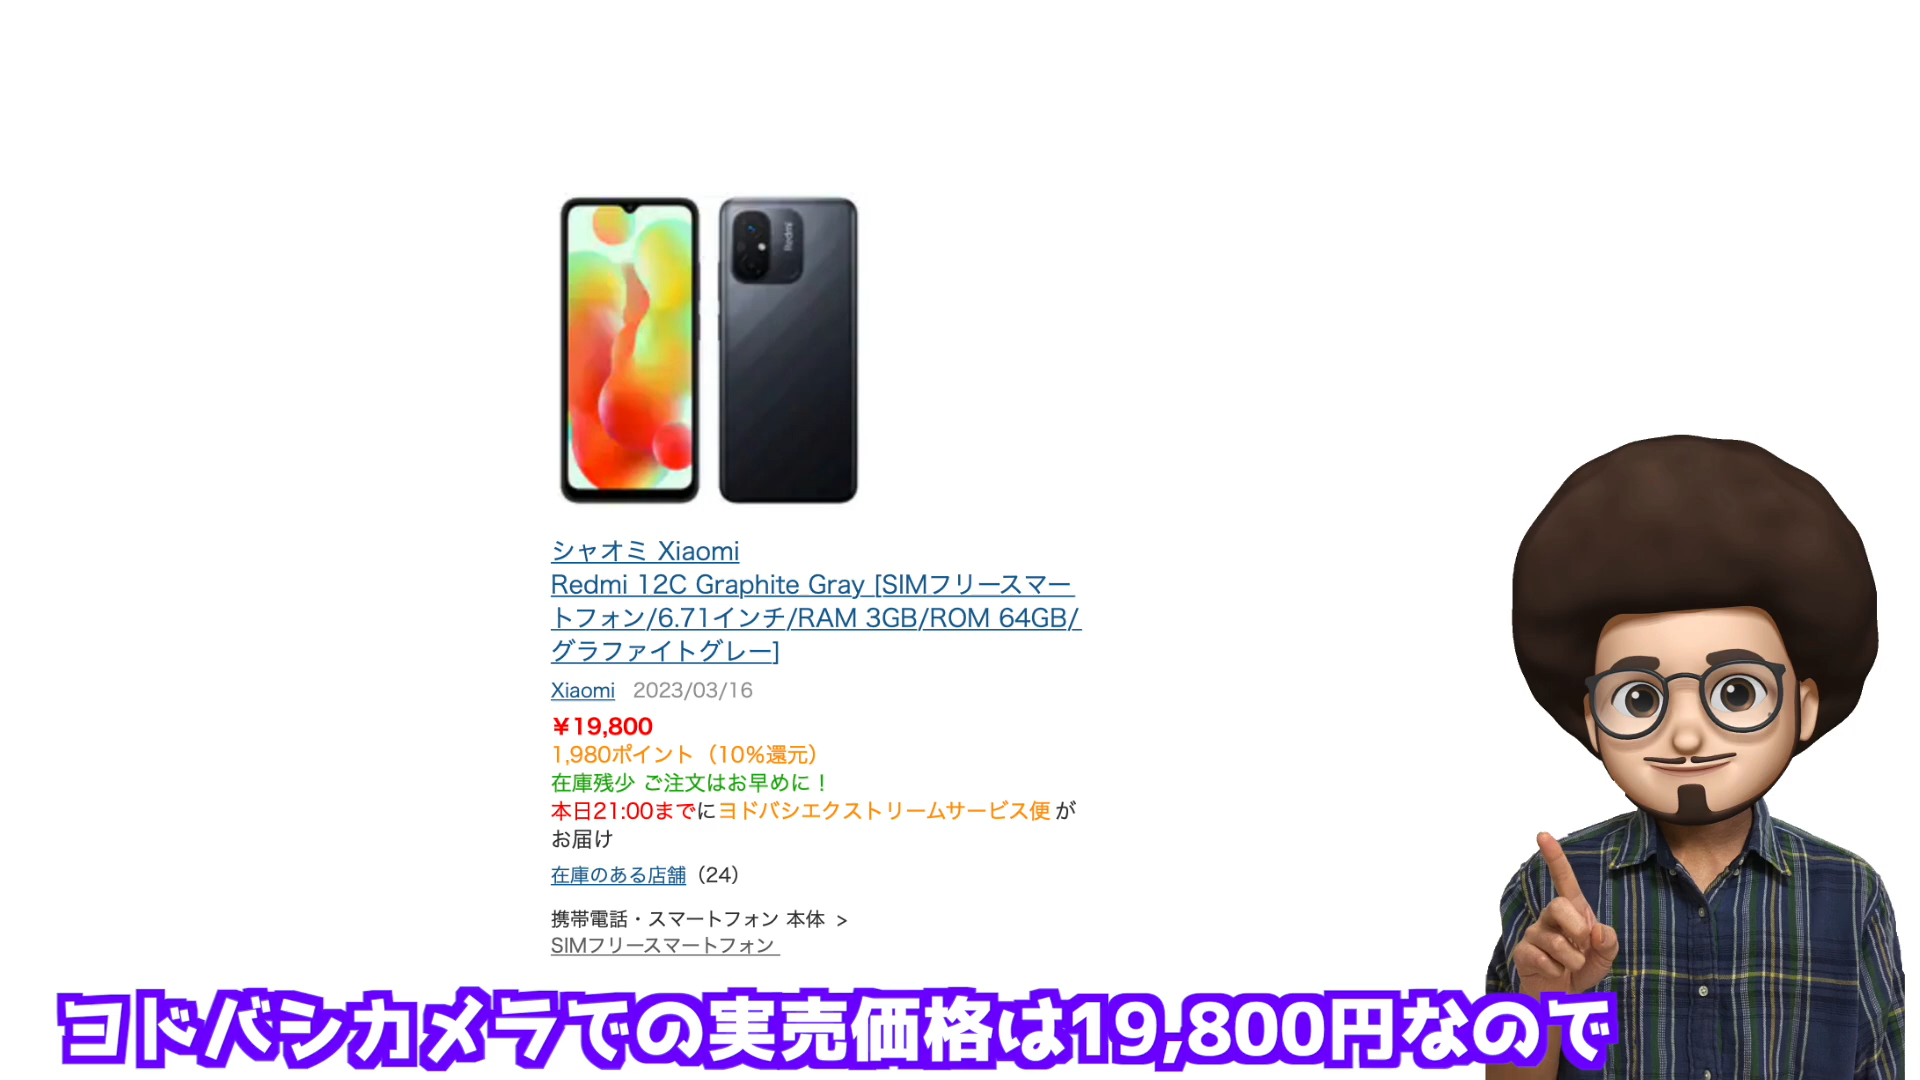 Redmi
シャオミ Xiaomi
Redmi 12C Graphite Gray [SIMフリースマー
トフォン/6.71インチ/RAM 3GB/ROM 64GB/
グラファイトグレー]
Xiaomi 2023/03/16
￥19,800
1,980ポイント（10%還元）
在庫残少 ご注文はお早めに！
本日21:00までにヨドバシエクストリームサービス便 が
お届け
在庫のある店舗（24）
携帯電話・スマートフォン 本体 >
SIMフリースマートフォン
ヨドバシカメラでの実売価格は19,800円なので